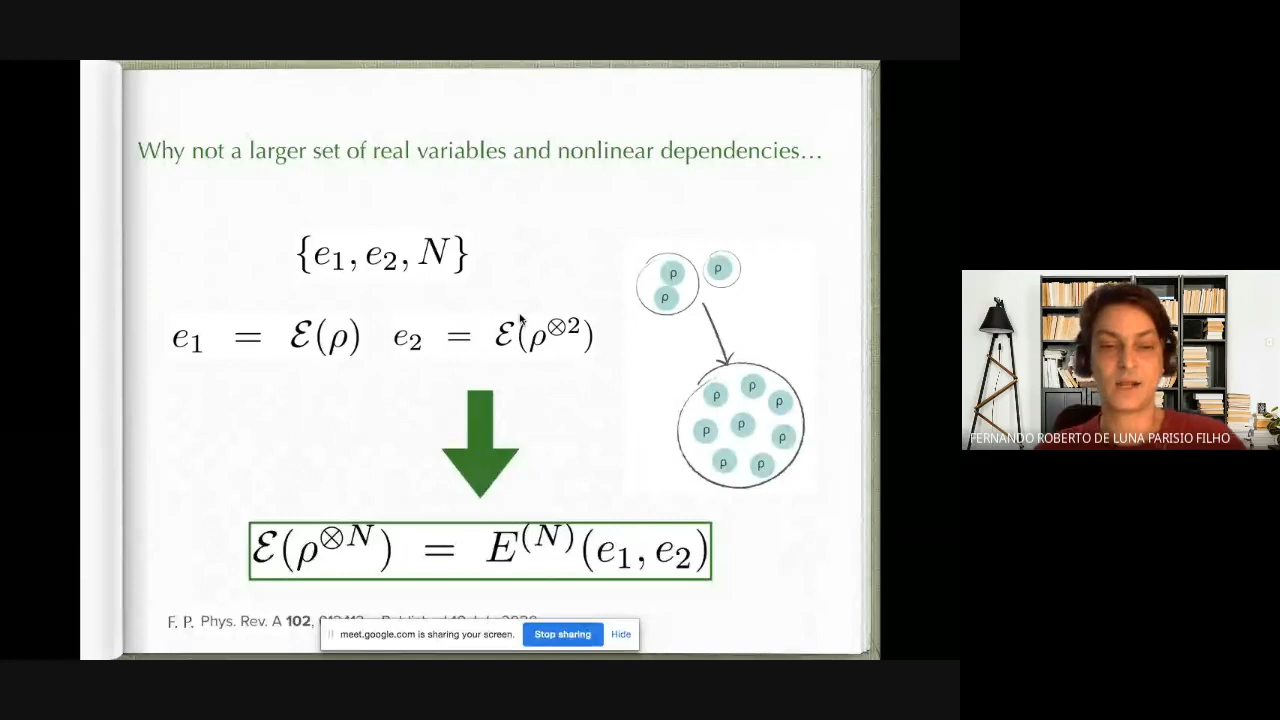 Why not a larger set of real variables and nonlinear dependencies…
{e₁, e₂, N}
e₁ = ℰ(ρ) e₂ = ℰ(ρ^⊗2)
ρ
ρ
ρ
ρ
ρ
ρ
ρ
ρ
ρ
ρ
ρ
ℰ(ρ^⊗N) = E^(N)(e₁, e₂)
F. P. Phys. Rev. A 102,
meet.google.com is sharing your screen.
Stop sharing
Hide
FERNANDO ROBERTO DE LUNA PARISIO FILHO